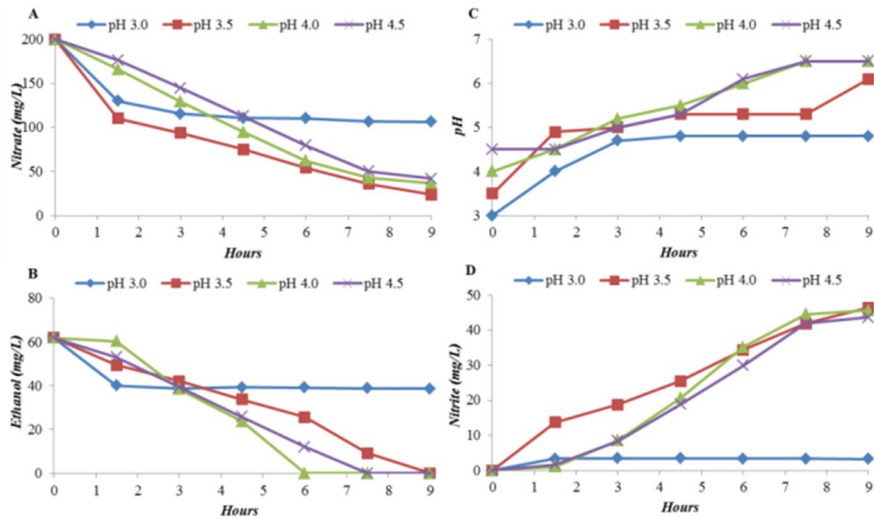 A
pH 3.0 pH 3.5 pH 4.0 pH 4.5
200
150
100
50
0
Nitrate (mg/L)
0 1 2 3 4 5 6 7 8 9
Hours
C
pH 3.0 pH 3.5 pH 4.0 pH 4.5
7
6
5
4
3
pH
0 1 2 3 4 5 6 7 8 9
Hours
B
pH 3.0 pH 3.5 pH 4.0 pH 4.5
80
60
40
20
0
Ethanol (mg/L)
0 1 2 3 4 5 6 7 8 9
Hours
D
pH 3.0 pH 3.5 pH 4.0 pH 4.5
50
40
30
20
10
0
Nitrite (mg/L)
0 1 2 3 4 5 6 7 8 9
Hours